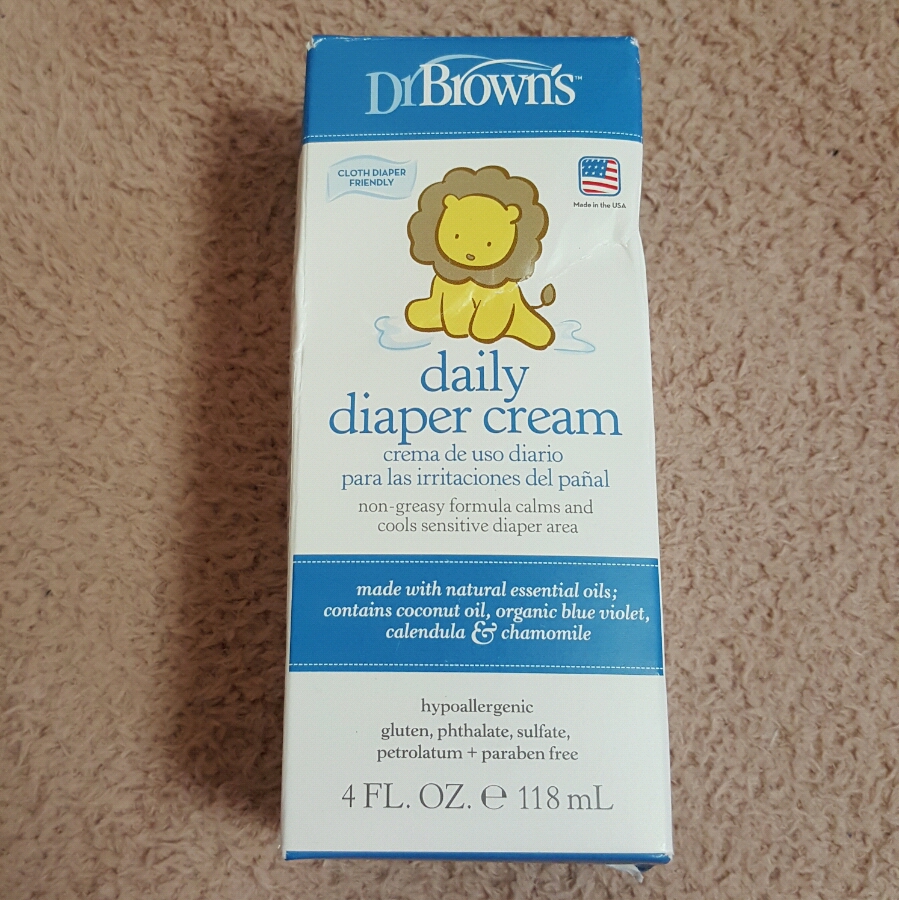 DrBrown's™
CLOTH DIAPER
FRIENDLY
Made in the USA
daily
diaper cream
crema de uso diario
para las irritaciones del pañal
non-greasy formula calms and
cools sensitive diaper area
made with natural essential oils;
contains coconut oil, organic blue violet,
calendula & chamomile
hypoallergenic
gluten, phthalate, sulfate,
petrolatum + paraben free
4 FL. OZ. ℮ 118 mL